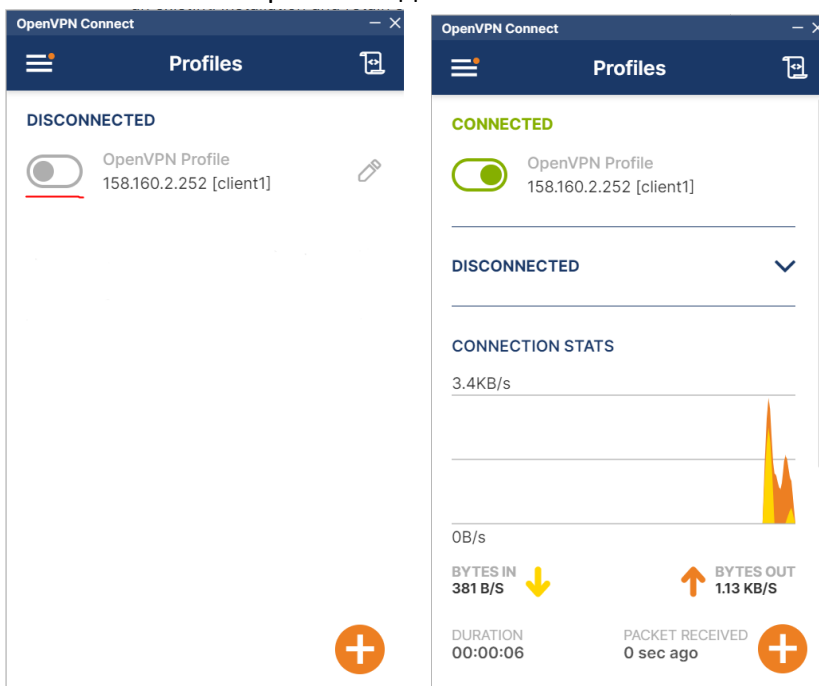 OpenVPN Connect
Profiles
DISCONNECTED
OpenVPN Profile
158.160.2.252 [client1]
OpenVPN Connect
Profiles
CONNECTED
OpenVPN Profile
158.160.2.252 [client1]
DISCONNECTED
CONNECTION STATS
3.4KB/s
0B/s
BYTES IN
381 B/S
BYTES OUT
1.13 KB/S
DURATION
00:00:06
PACKET RECEIVED
0 sec ago